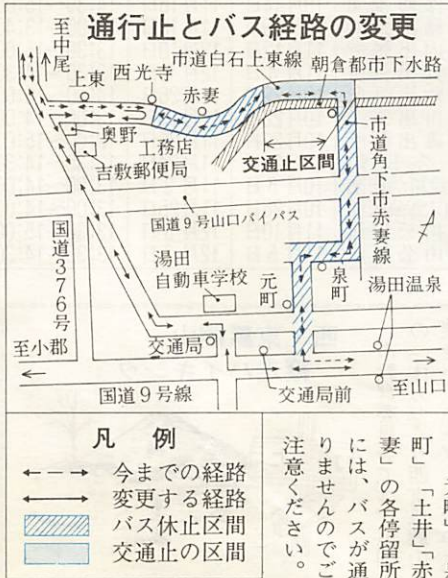 通行止とバス経路の変更
至中尾
上東
西光寺
赤妻
市道白石上東線
朝倉都市下水路
奥野
工務店
吉敷郵便局
交通止区間
市道角下市赤妻線
国道9号山口バイパス
国道376号
湯田
自動車学校
元町
泉町
湯田温泉
至小郡
交通局
国道9号線
交通局前
至山口
凡例
今までの経路
変更する経路
バス休止区間
交通止の区間
町」「土井」「赤
妻」の各停留所
には、バスが通
りませんのでご
注意ください。